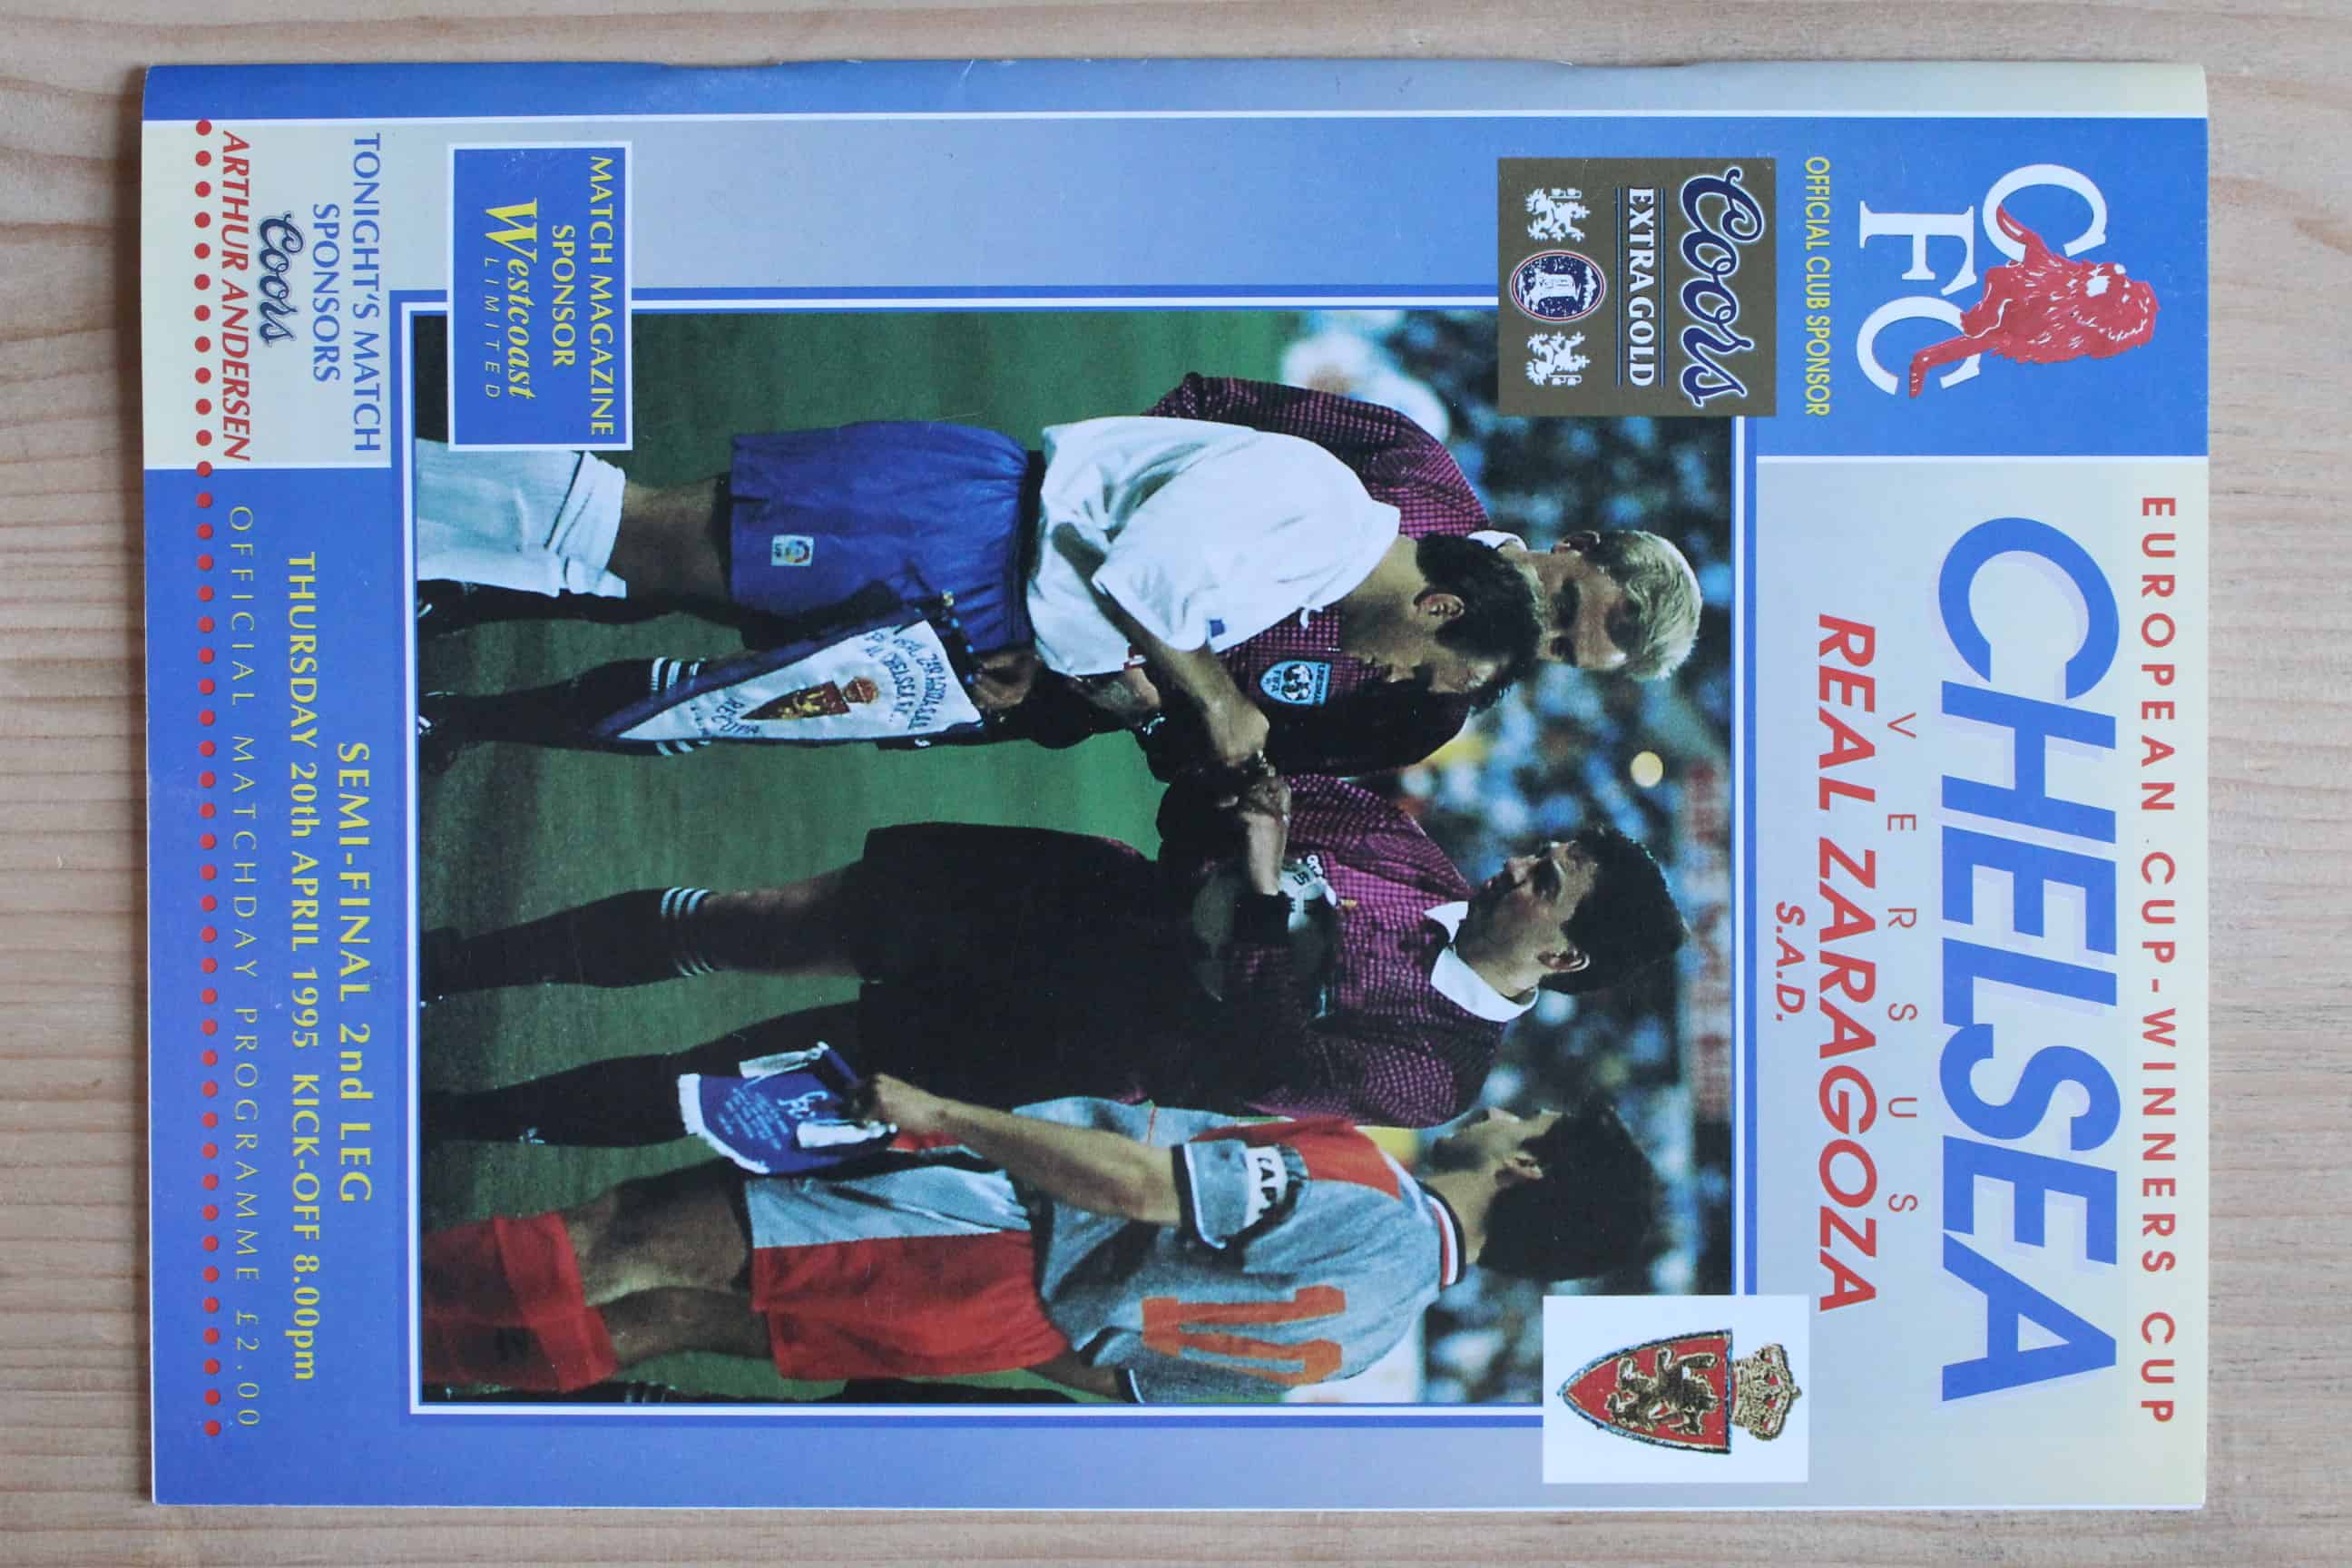 EUROPEAN CUP-WINNERS CUP
CFC
CHELSEA
VERSUS
REAL ZARAGOZA
S.A.D.
OFFICIAL CLUB SPONSOR
Coors
EXTRA GOLD
CAP
MATCH MAGAZINE
SPONSOR
Westcoast
LIMITED
TONIGHT'S MATCH
SPONSORS
Coors
ARTHUR ANDERSEN
SEMI-FINAL 2nd LEG
THURSDAY 20th APRIL 1995 KICK-OFF 8.00pm
OFFICIAL MATCHDAY PROGRAMME £2.00